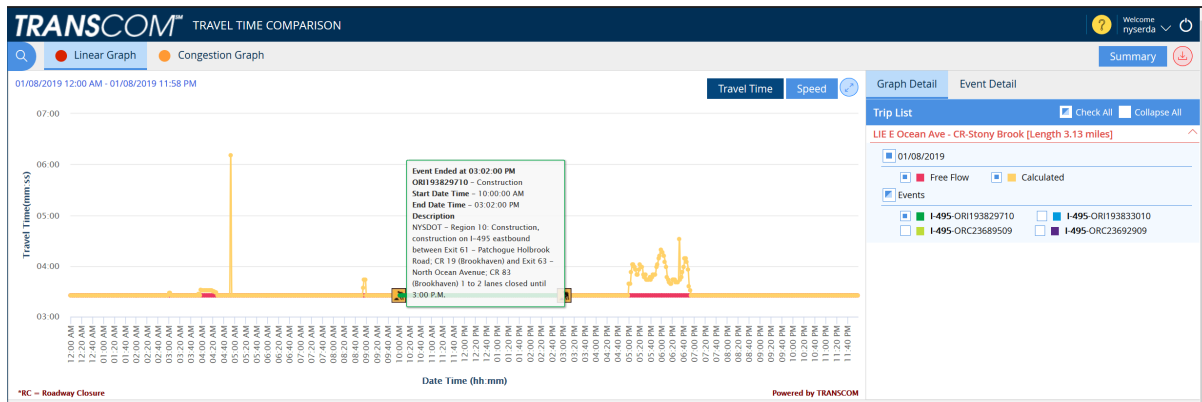 TRANSCOM℠ TRAVEL TIME COMPARISON
? Welcome nyserda
Linear Graph Congestion Graph Summary
01/08/2019 12:00 AM - 01/08/2019 11:58 PM
Travel Time Speed
Travel Time(mm:ss)
07:00
06:00
05:00
04:00
03:00
Event Ended at 03:02:00 PM
ORI193829710 – Construction
Start Date Time – 10:00:00 AM
End Date Time – 03:02:00 PM
Description
NYSDOT – Region 10: Construction,
construction on I-495 eastbound
between Exit 61 – Patchogue Holbrook
Road; CR 19 (Brookhaven) and Exit 63 –
North Ocean Avenue; CR 83
(Brookhaven) 1 to 2 lanes closed until
3:00 P.M.
12:00 AM
12:20 AM
12:40 AM
01:00 AM
01:20 AM
01:40 AM
02:00 AM
02:20 AM
02:40 AM
03:00 AM
03:20 AM
03:40 AM
04:00 AM
04:20 AM
04:40 AM
05:00 AM
05:20 AM
05:40 AM
06:00 AM
06:20 AM
06:40 AM
07:00 AM
07:20 AM
07:40 AM
08:00 AM
08:20 AM
08:40 AM
09:00 AM
09:20 AM
09:40 AM
10:00 AM
10:20 AM
10:40 AM
11:00 AM
11:20 AM
11:40 AM
12:00 PM
12:20 PM
12:40 PM
01:00 PM
01:20 PM
01:40 PM
02:00 PM
02:20 PM
02:40 PM
03:00 PM
03:20 PM
03:40 PM
04:00 PM
04:20 PM
04:40 PM
05:00 PM
05:20 PM
05:40 PM
06:00 PM
06:20 PM
06:40 PM
07:00 PM
07:20 PM
07:40 PM
08:00 PM
08:20 PM
08:40 PM
09:00 PM
09:20 PM
09:40 PM
10:00 PM
10:20 PM
10:40 PM
11:00 PM
11:20 PM
11:40 PM
Date Time (hh:mm)
*RC = Roadway Closure
Powered by TRANSCOM
Graph Detail Event Detail
Trip List Check All Collapse All
LIE E Ocean Ave - CR-Stony Brook [Length 3.13 miles]
01/08/2019
Free Flow Calculated
Events
I-495-ORI193829710 I-495-ORI193833010
I-495-ORC23689509 I-495-ORC23692909